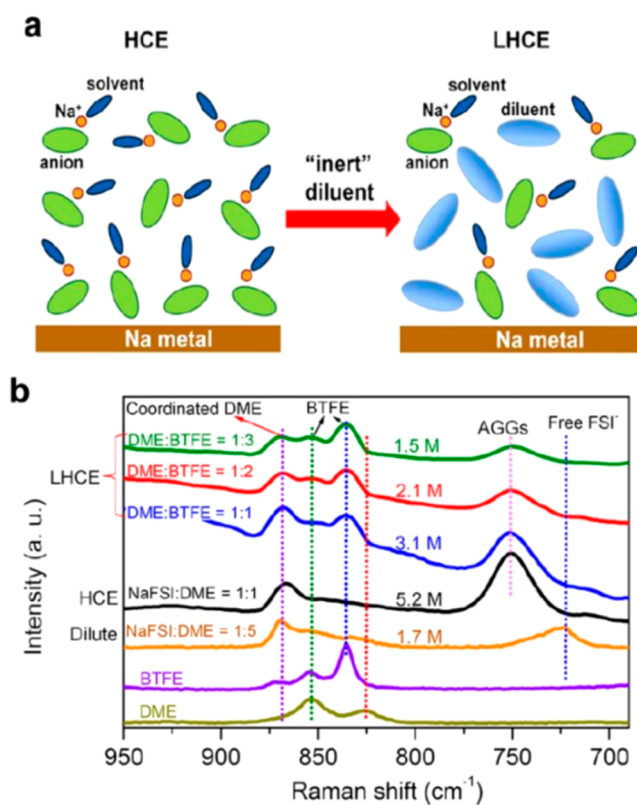 a
HCE
LHCE
solvent
Na⁺
anion
"inert"
diluent
solvent
Na⁺
diluent
anion
Na metal
Na metal
b
Coordinated DME
BTFE
AGGs
Free FSI⁻
LHCE
DME:BTFE = 1:3
1.5 M
DME:BTFE = 1:2
2.1 M
DME:BTFE = 1:1
3.1 M
HCE
NaFSI:DME = 1:1
5.2 M
Dilute
NaFSI:DME = 1:5
1.7 M
BTFE
DME
Intensity (a. u.)
950 900 850 800 750 700
Raman shift (cm⁻¹)